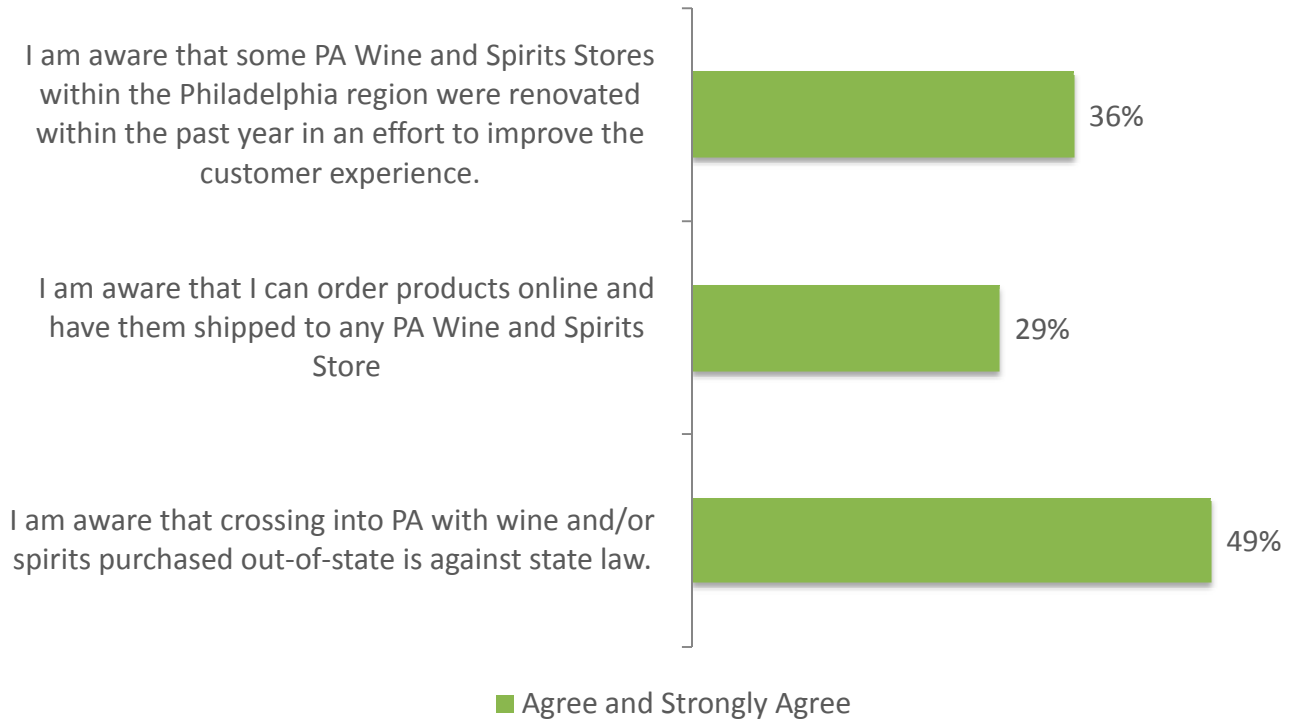 I am aware that some PA Wine and Spirits Stores
within the Philadelphia region were renovated
within the past year in an effort to improve the
customer experience.
36%
I am aware that I can order products online and
have them shipped to any PA Wine and Spirits
Store
29%
I am aware that crossing into PA with wine and/or
spirits purchased out-of-state is against state law.
49%
Agree and Strongly Agree